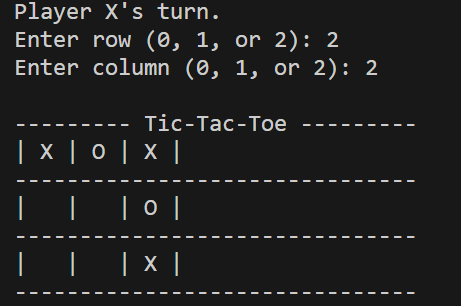 Player X's turn.
Enter row (0, 1, or 2): 2
Enter column (0, 1, or 2): 2
--------- Tic-Tac-Toe ---------
| X | O | X |
-------------------------------
|   |   | O |
-------------------------------
|   |   | X |
-------------------------------